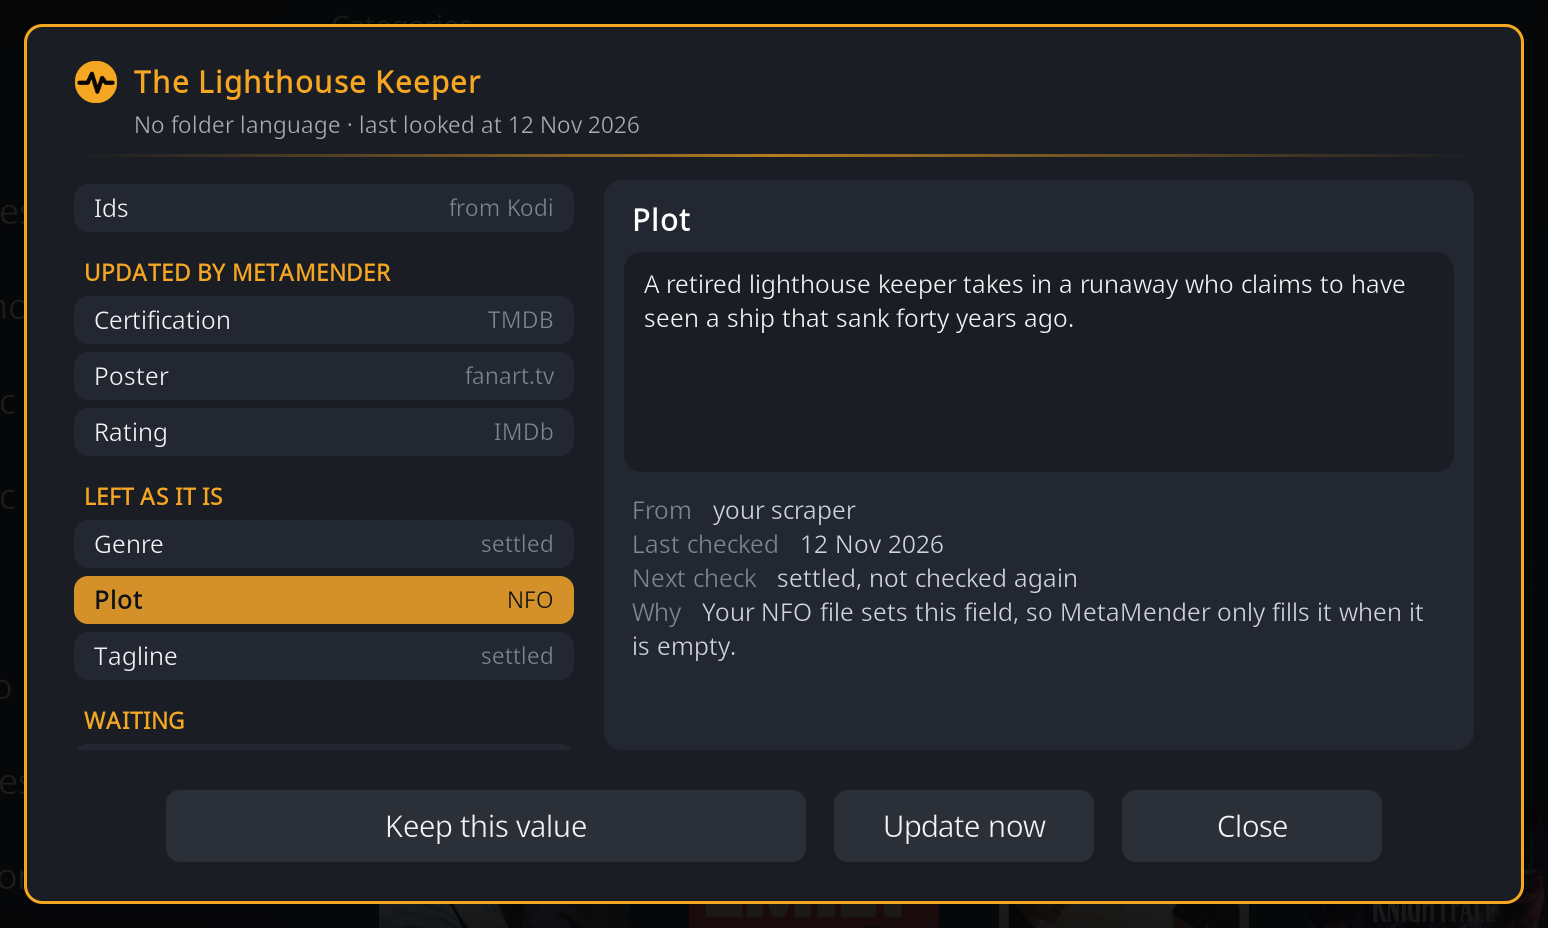 Categories
The Lighthouse Keeper
No folder language · last looked at 12 Nov 2026
Ids from Kodi
UPDATED BY METAMENDER
Certification TMDB
Poster fanart.tv
Rating IMDb
LEFT AS IT IS
Genre settled
Plot NFO
Tagline settled
WAITING
Plot
A retired lighthouse keeper takes in a runaway who claims to have
seen a ship that sank forty years ago.
From your scraper
Last checked 12 Nov 2026
Next check settled, not checked again
Why Your NFO file sets this field, so MetaMender only fills it when it
is empty.
Keep this value
Update now
Close